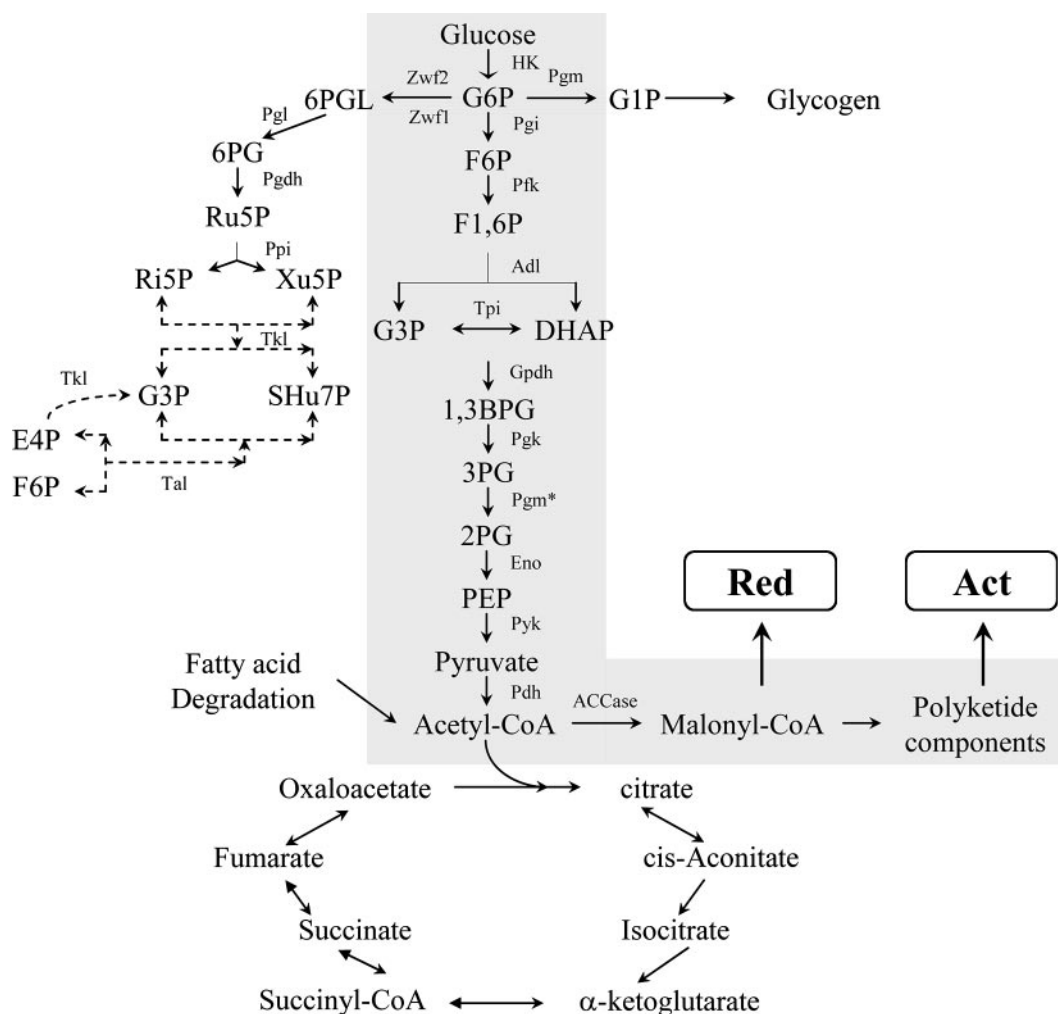 Glucose
HK
Zwf2
Pgm
6PGL
G6P
G1P
Glycogen
Zwf1
Pgl
Pgi
6PG
F6P
Pgdh
Pfk
Ru5P
F1,6P
Ppi
Adl
Ri5P
Xu5P
Tpi
G3P
DHAP
Tkl
Gpdh
Tkl
G3P
SHu7P
1,3BPG
E4P
Pgk
F6P
Tal
3PG
Pgm*
2PG
Eno
Red
Act
PEP
Pyk
Fatty acid
Degradation
Pyruvate
Pdh
ACCase
Acetyl-CoA
Malonyl-CoA
Polyketide
components
Oxaloacetate
citrate
Fumarate
cis-Aconitate
Succinate
Isocitrate
Succinyl-CoA
α-ketoglutarate